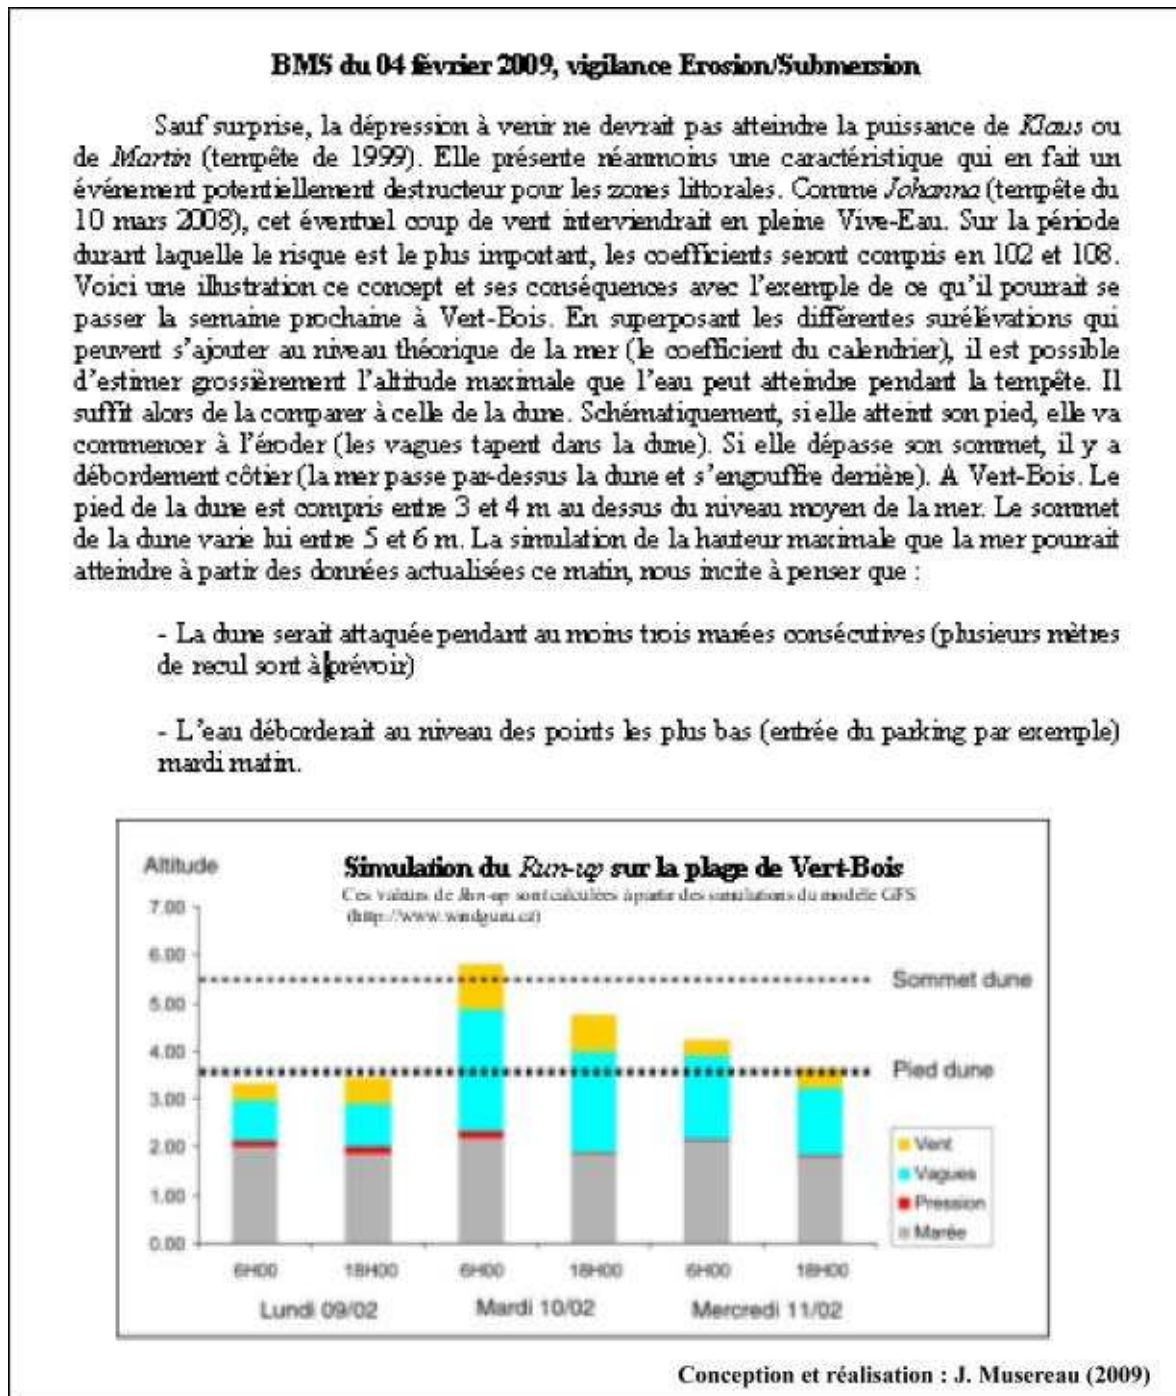 BMS du 04 février 2009, vigilance Erosion/Submersion
Sauf surprise, la dépression à venir ne devrait pas atteindre la puissance de Klaus ou
de Martin (tempête de 1999). Elle présente néanmoins une caractéristique qui en fait un
événement potentiellement destructeur pour les zones littorales. Comme Johanna (tempête du
10 mars 2008), cet éventuel coup de vent interviendrait en pleine Vive-Eau. Sur la période
durant laquelle le risque est le plus important, les coefficients seront compris en 102 et 108.
Voici une illustration ce concept et ses conséquences avec l'exemple de ce qu'il pourrait se
passer la semaine prochaine à Vert-Bois. En superposant les différentes surélévations qui
peuvent s'ajouter au niveau théorique de la mer (le coefficient du calendrier), il est possible
d'estimer grossièrement l'altitude maximale que l'eau peut atteindre pendant la tempête. Il
suffit alors de la comparer à celle de la dune. Schématiquement, si elle atteint son pied, elle va
commencer à l'éroder (les vagues tapent dans la dune). Si elle dépasse son sommet, il y a
débordement côtier (la mer passe par-dessus la dune et s'engouffre derrière). A Vert-Bois. Le
pied de la dune est compris entre 3 et 4 m au dessus du niveau moyen de la mer. Le sommet
de la dune varie lui entre 5 et 6 m. La simulation de la hauteur maximale que la mer pourrait
atteindre à partir des données actualisées ce matin, nous incite à penser que :
- La dune serait attaquée pendant au moins trois marées consécutives (plusieurs mètres
de recul sont à prévoir)
- L'eau déborderait au niveau des points les plus bas (entrée du parking par exemple)
mardi matin.
Altitude
Simulation du Run-up sur la plage de Vert-Bois
Ces valeurs de Run-up sont calculées à partir des simulations du modèle GFS
(http://www.windguru.cz)
7.00
6.00
Sommet dune
5.00
4.00
Pied dune
3.00
2.00
1.00
0.00
Vent
Vagues
Pression
Marée
6H00 18H00 6H00 18H00 6H00 18H00
Lundi 09/02 Mardi 10/02 Mercredi 11/02
Conception et réalisation : J. Musereau (2009)